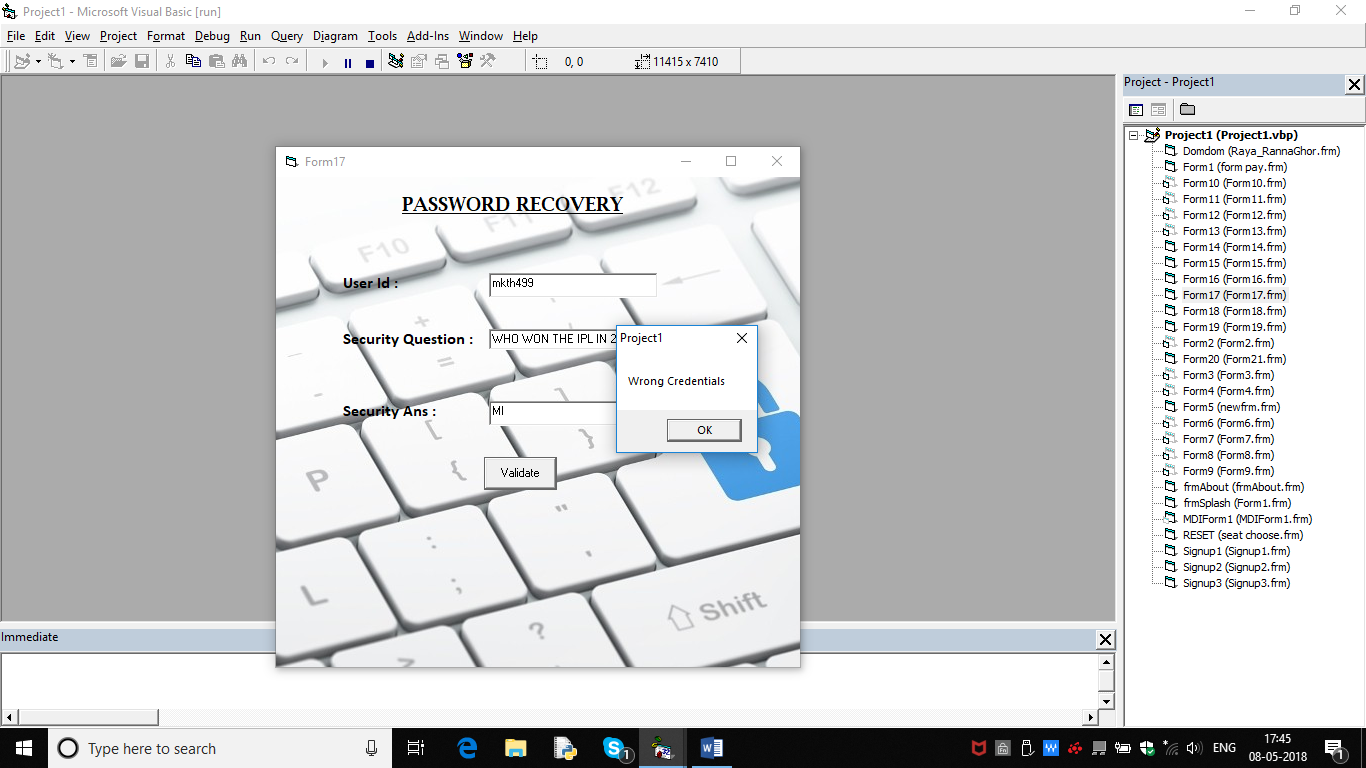 Project1 - Microsoft Visual Basic [run]
File Edit View Project Format Debug Run Query Diagram Tools Add-Ins Window Help
0, 0 11415 x 7410
Project - Project1
Project1 (Project1.vbp)
Domdom (Raya_RannaGhor.frm)
Form1 (form pay.frm)
Form10 (Form10.frm)
Form11 (Form11.frm)
Form12 (Form12.frm)
Form13 (Form13.frm)
Form14 (Form14.frm)
Form15 (Form15.frm)
Form16 (Form16.frm)
Form17 (Form17.frm)
Form18 (Form18.frm)
Form19 (Form19.frm)
Form2 (Form2.frm)
Form20 (Form21.frm)
Form3 (Form3.frm)
Form4 (Form4.frm)
Form5 (newfrm.frm)
Form6 (Form6.frm)
Form7 (Form7.frm)
Form8 (Form8.frm)
Form9 (Form9.frm)
frmAbout (frmAbout.frm)
frmSplash (Form1.frm)
MDIForm1 (MDIForm1.frm)
RESET (seat choose.frm)
Signup1 (Signup1.frm)
Signup2 (Signup2.frm)
Signup3 (Signup3.frm)
Form17
PASSWORD RECOVERY
F10 F11 F12
User Id : mkth499
Security Question : WHO WON THE IPL IN 2
Security Ans : MI
Validate
Project1
Wrong Credentials
OK
+
=
-
[
{
]
}
P
:
;
"
,
L
?
Shift
Z
Immediate
Type here to search
1
W
ENG
17:45
08-05-2018
1